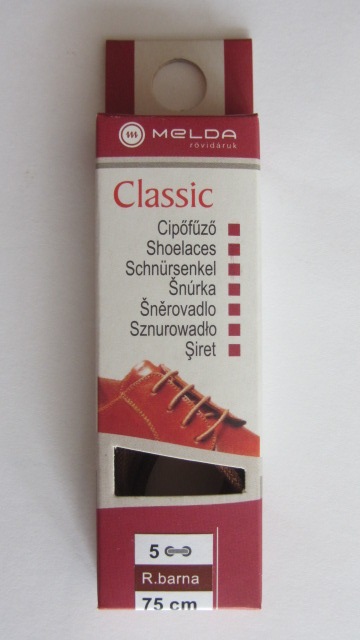 m MELDA
rövidáruk
Classic
Cipőfűző
Shoelaces
Schnürsenkel
Šnúrka
Šněrovadlo
Sznurowadło
Şiret
5
R.barna
75 cm